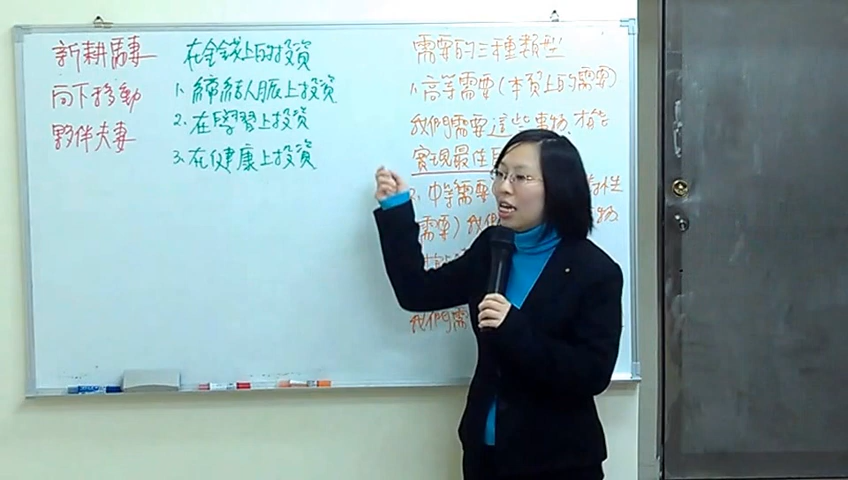 新耕驀妻
向下移動
夥伴夫妻
在金錢上的投資
1. 締結人脈上投資
2. 在學習上投資
3. 在健康上投資
需要的三種類型
1. 高等需要(本質上的需要)
我們需要這些事物,才能
實現最佳
2. 中等需要
性
需要)我們
我們需